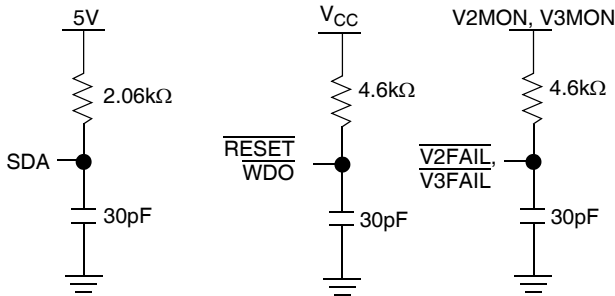 5V
2.06kΩ
SDA
30pF
VCC
4.6kΩ
RESET
WDO
30pF
V2MON, V3MON
4.6kΩ
V2FAIL,
V3FAIL
30pF